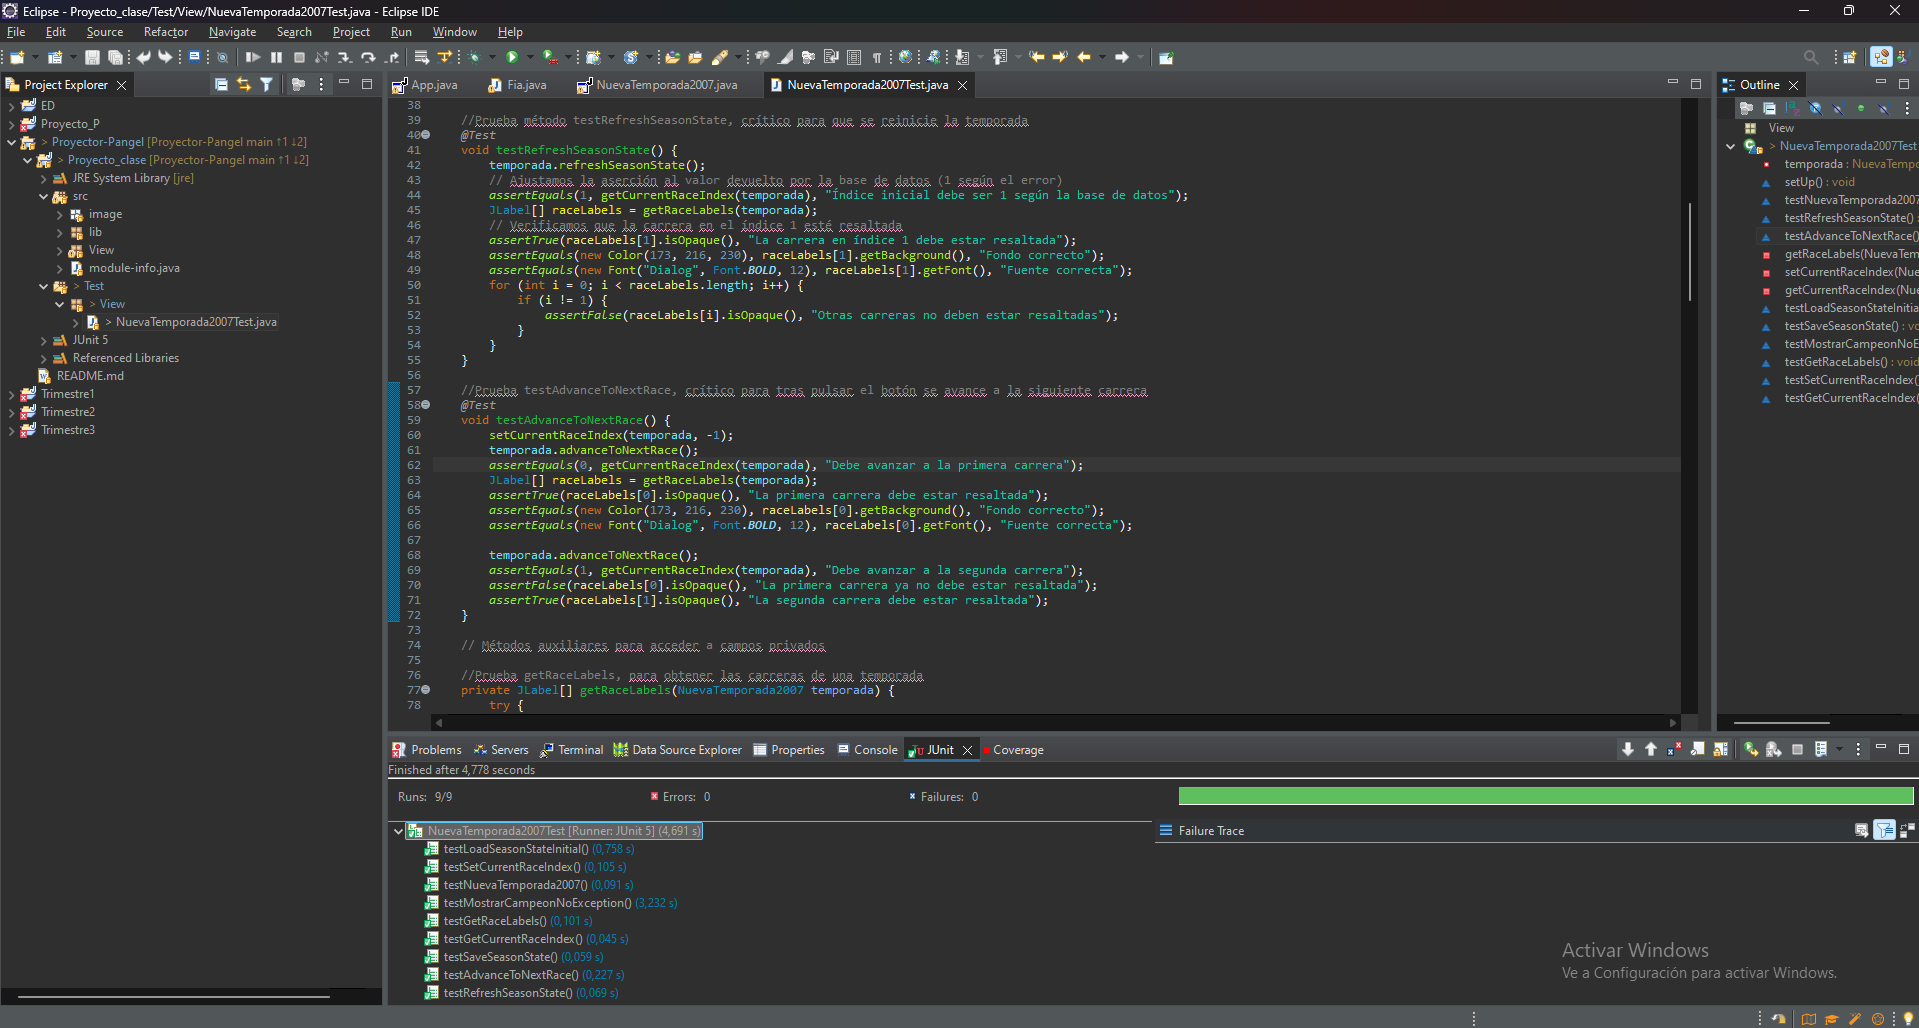 Eclipse - Proyecto_clase/Test/View/NuevaTemporada2007Test.java - Eclipse IDE
File Edit Source Refactor Navigate Search Project Run Window Help
Project Explorer
App.java Fia.java NuevaTemporada2007.java NuevaTemporada2007Test.java
Outline
ED
Proyecto_P
> Proyector-Pangel [Proyector-Pangel main ↑1 ↓2]
> Proyecto_clase [Proyector-Pangel main ↑1 ↓2]
JRE System Library [jre]
src
image
lib
View
module-info.java
> Test
> View
> NuevaTemporada2007Test.java
JUnit 5
Referenced Libraries
README.md
Trimestre1
Trimestre2
Trimestre3
38
39 //Prueba método testRefreshSeasonState, crítico para que se reinicie la temporada
40 @Test
41 void testRefreshSeasonState() {
42 temporada.refreshSeasonState();
43 // Ajustamos la aserción al valor devuelto por la base de datos (1 según el error)
44 assertEquals(1, getCurrentRaceIndex(temporada), "Índice inicial debe ser 1 según la base de datos");
45 JLabel[] raceLabels = getRaceLabels(temporada);
46 // Verificamos que la carrera en el índice 1 esté resaltada
47 assertTrue(raceLabels[1].isOpaque(), "La carrera en índice 1 debe estar resaltada");
48 assertEquals(new Color(173, 216, 230), raceLabels[1].getBackground(), "Fondo correcto");
49 assertEquals(new Font("Dialog", Font.BOLD, 12), raceLabels[1].getFont(), "Fuente correcta");
50 for (int i = 0; i < raceLabels.length; i++) {
51 if (i != 1) {
52 assertFalse(raceLabels[i].isOpaque(), "Otras carreras no deben estar resaltadas");
53 }
54 }
55 }
56
57 //Prueba testAdvanceToNextRace, crítico para tras pulsar el botón se avance a la siguiente carrera
58 @Test
59 void testAdvanceToNextRace() {
60 setCurrentRaceIndex(temporada, -1);
61 temporada.advanceToNextRace();
62 assertEquals(0, getCurrentRaceIndex(temporada), "Debe avanzar a la primera carrera");
63 JLabel[] raceLabels = getRaceLabels(temporada);
64 assertTrue(raceLabels[0].isOpaque(), "La primera carrera debe estar resaltada");
65 assertEquals(new Color(173, 216, 230), raceLabels[0].getBackground(), "Fondo correcto");
66 assertEquals(new Font("Dialog", Font.BOLD, 12), raceLabels[0].getFont(), "Fuente correcta");
67
68 temporada.advanceToNextRace();
69 assertEquals(1, getCurrentRaceIndex(temporada), "Debe avanzar a la segunda carrera");
70 assertFalse(raceLabels[0].isOpaque(), "La primera carrera ya no debe estar resaltada");
71 assertTrue(raceLabels[1].isOpaque(), "La segunda carrera debe estar resaltada");
72 }
73
74 // Métodos auxiliares para acceder a campos privados
75
76 //Prueba getRaceLabels, para obtener las carreras de una temporada
77 private JLabel[] getRaceLabels(NuevaTemporada2007 temporada) {
78 try {
View
> NuevaTemporada2007Test
temporada : NuevaTempo
setUp() : void
testNuevaTemporada2007
testRefreshSeasonState()
testAdvanceToNextRace()
getRaceLabels(NuevaTem
setCurrentRaceIndex(Nue
getCurrentRaceIndex(Nue
testLoadSeasonStateInitia
testSaveSeasonState() : vo
testMostrarCampeonNoE
testGetRaceLabels() : void
testSetCurrentRaceIndex(
testGetCurrentRaceIndex(
Problems Servers Terminal Data Source Explorer Properties Console JUnit Coverage
Finished after 4,778 seconds
Runs: 9/9 Errors: 0 Failures: 0
NuevaTemporada2007Test [Runner: JUnit 5] (4,691 s)
testLoadSeasonStateInitial() (0,758 s)
testSetCurrentRaceIndex() (0,105 s)
testNuevaTemporada2007() (0,091 s)
testMostrarCampeonNoException() (3,232 s)
testGetRaceLabels() (0,101 s)
testGetCurrentRaceIndex() (0,045 s)
testSaveSeasonState() (0,059 s)
testAdvanceToNextRace() (0,227 s)
testRefreshSeasonState() (0,069 s)
Failure Trace
Activar Windows
Ve a Configuración para activar Windows.